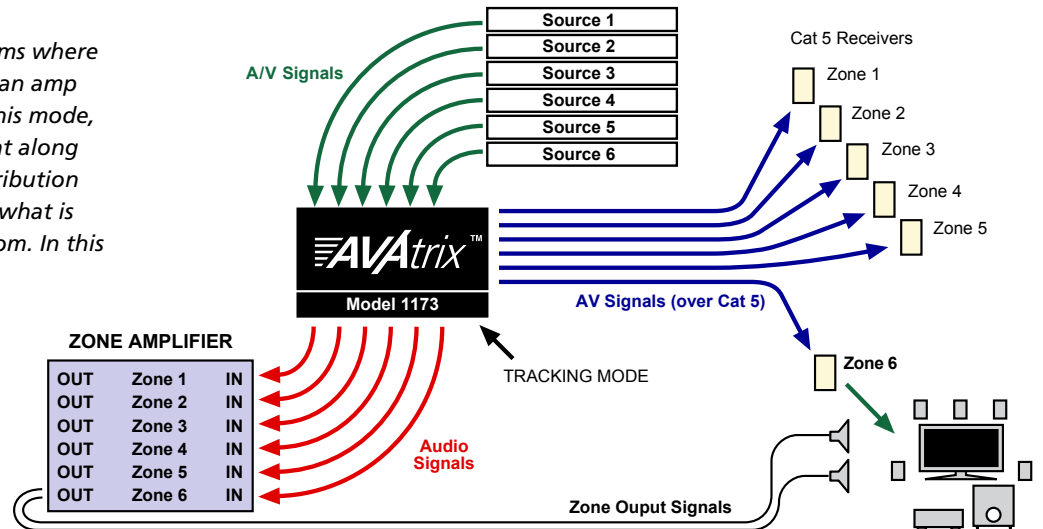 ms where
an amp
his mode,
t along
ribution
what is
om. In this
A/V Signals
Source 1
Source 2
Source 3
Source 4
Source 5
Source 6
Cat 5 Receivers
Zone 1
Zone 2
Zone 3
Zone 4
Zone 5
AVAtrix™
Model 1173
AV Signals (over Cat 5)
TRACKING MODE
Zone 6
ZONE AMPLIFIER
OUT Zone 1 IN
OUT Zone 2 IN
OUT Zone 3 IN
OUT Zone 4 IN
OUT Zone 5 IN
OUT Zone 6 IN
Audio
Signals
Zone Ouput Signals